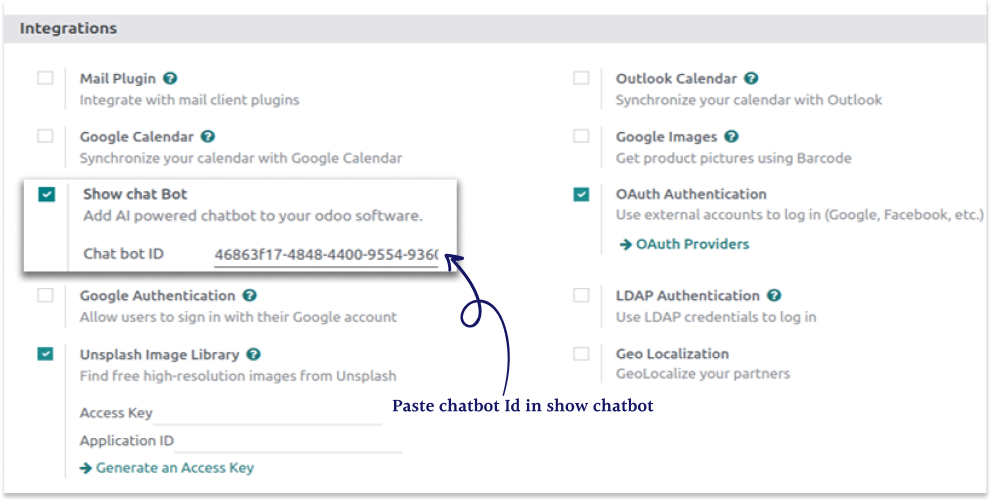 Integrations
Mail Plugin
Integrate with mail client plugins
Outlook Calendar
Synchronize your calendar with Outlook
Google Calendar
Synchronize your calendar with Google Calendar
Google Images
Get product pictures using Barcode
Show chat Bot
Add AI powered chatbot to your odoo software.
Chat bot ID 46863f17-4848-4400-9554-936
OAuth Authentication
Use external accounts to log in (Google, Facebook, etc.)
OAuth Providers
Google Authentication
Allow users to sign in with their Google account
LDAP Authentication
Use LDAP credentials to log in
Unsplash Image Library
Find free high-resolution images from Unsplash
Access Key
Application ID
Generate an Access Key
Geo Localization
GeoLocalize your partners
Paste chatbot Id in show chatbot